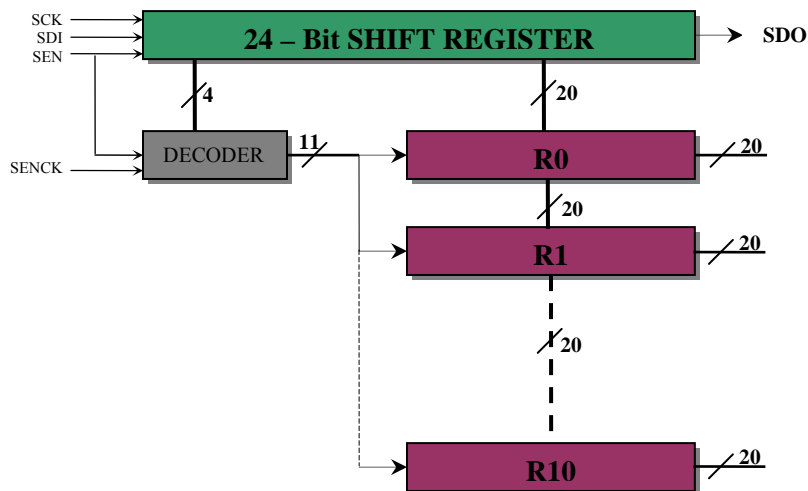 SCK
SDI
SEN
24 – Bit SHIFT REGISTER
SDO
4
20
SENCK
DECODER
11
R0
20
20
R1
20
20
R10
20